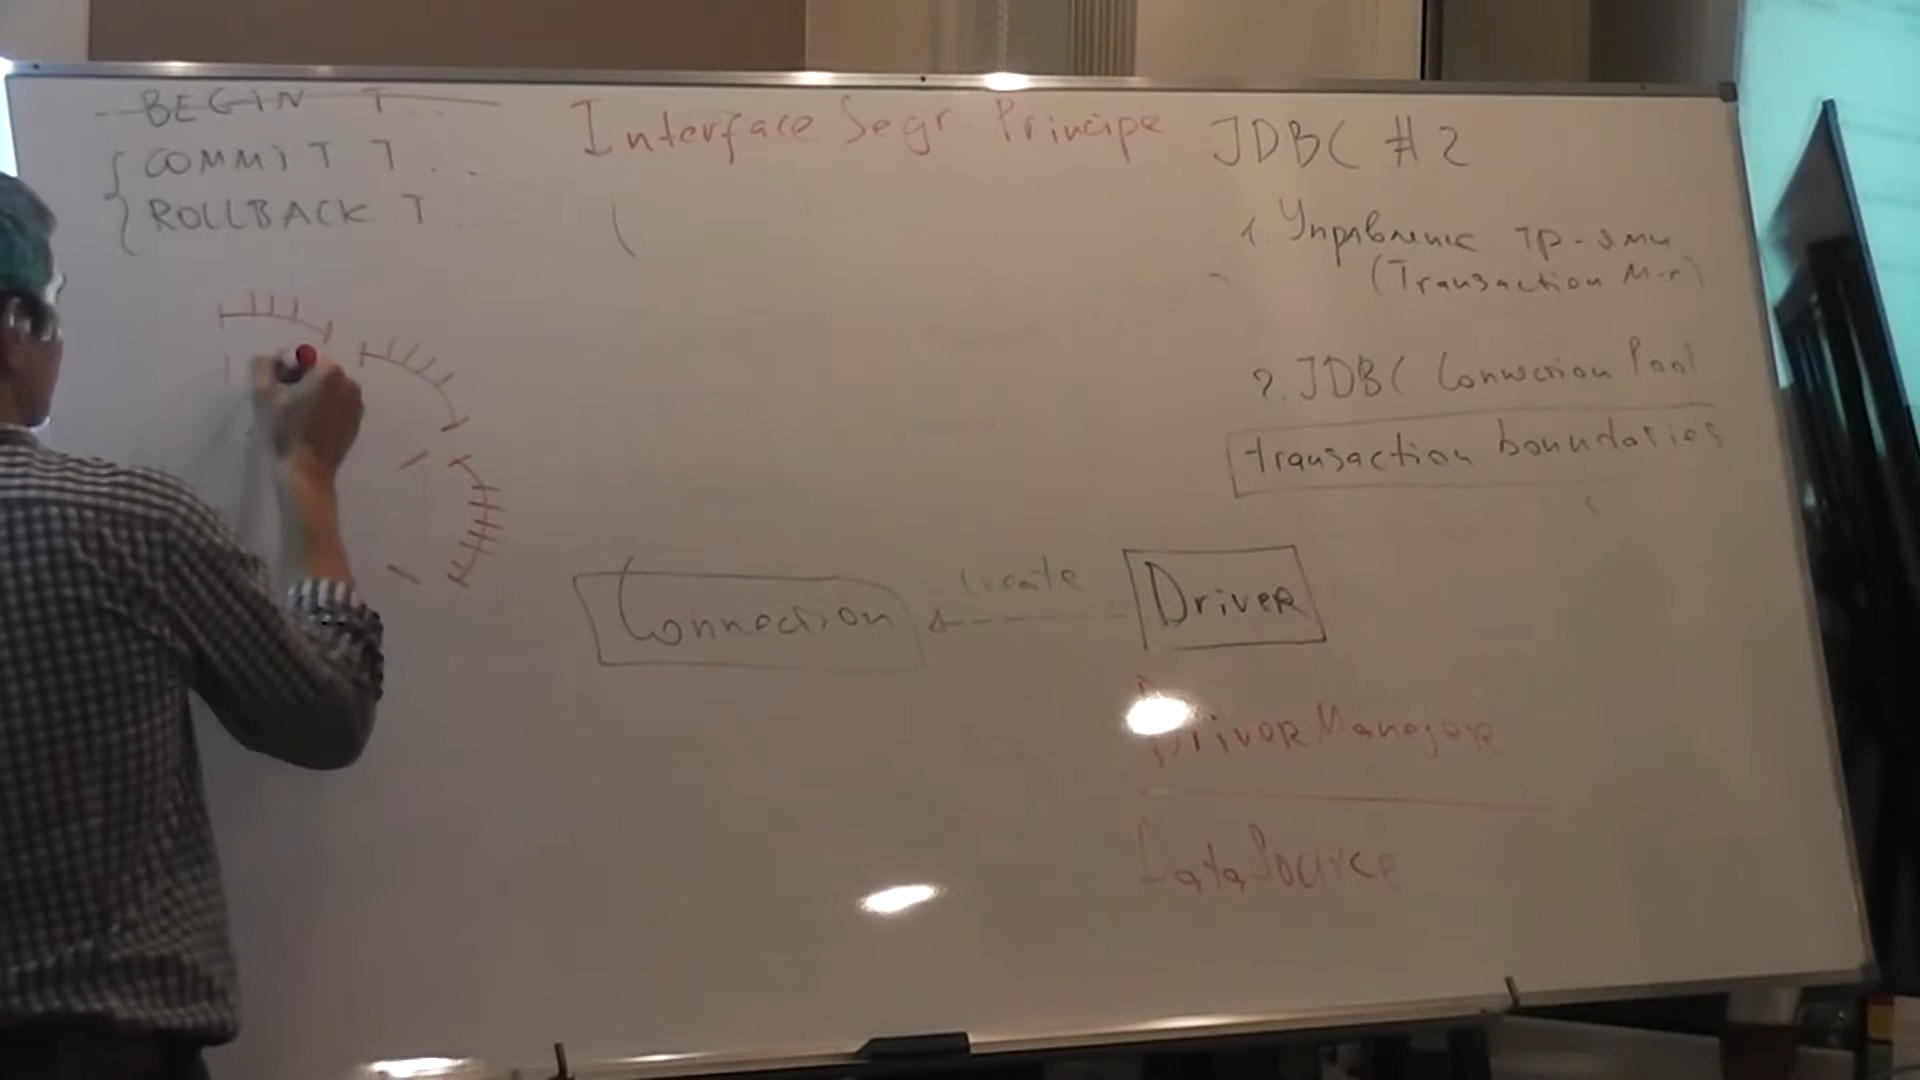 BEGIN T
COMMIT T
ROLLBACK T
Interface Segr. Principe
JDBC #2
1. Управление тр-ями
(Transaction M-r)
2. JDBC Connection Pool
transaction boundaries
Connection
create
Driver
DriverManager
DataSource